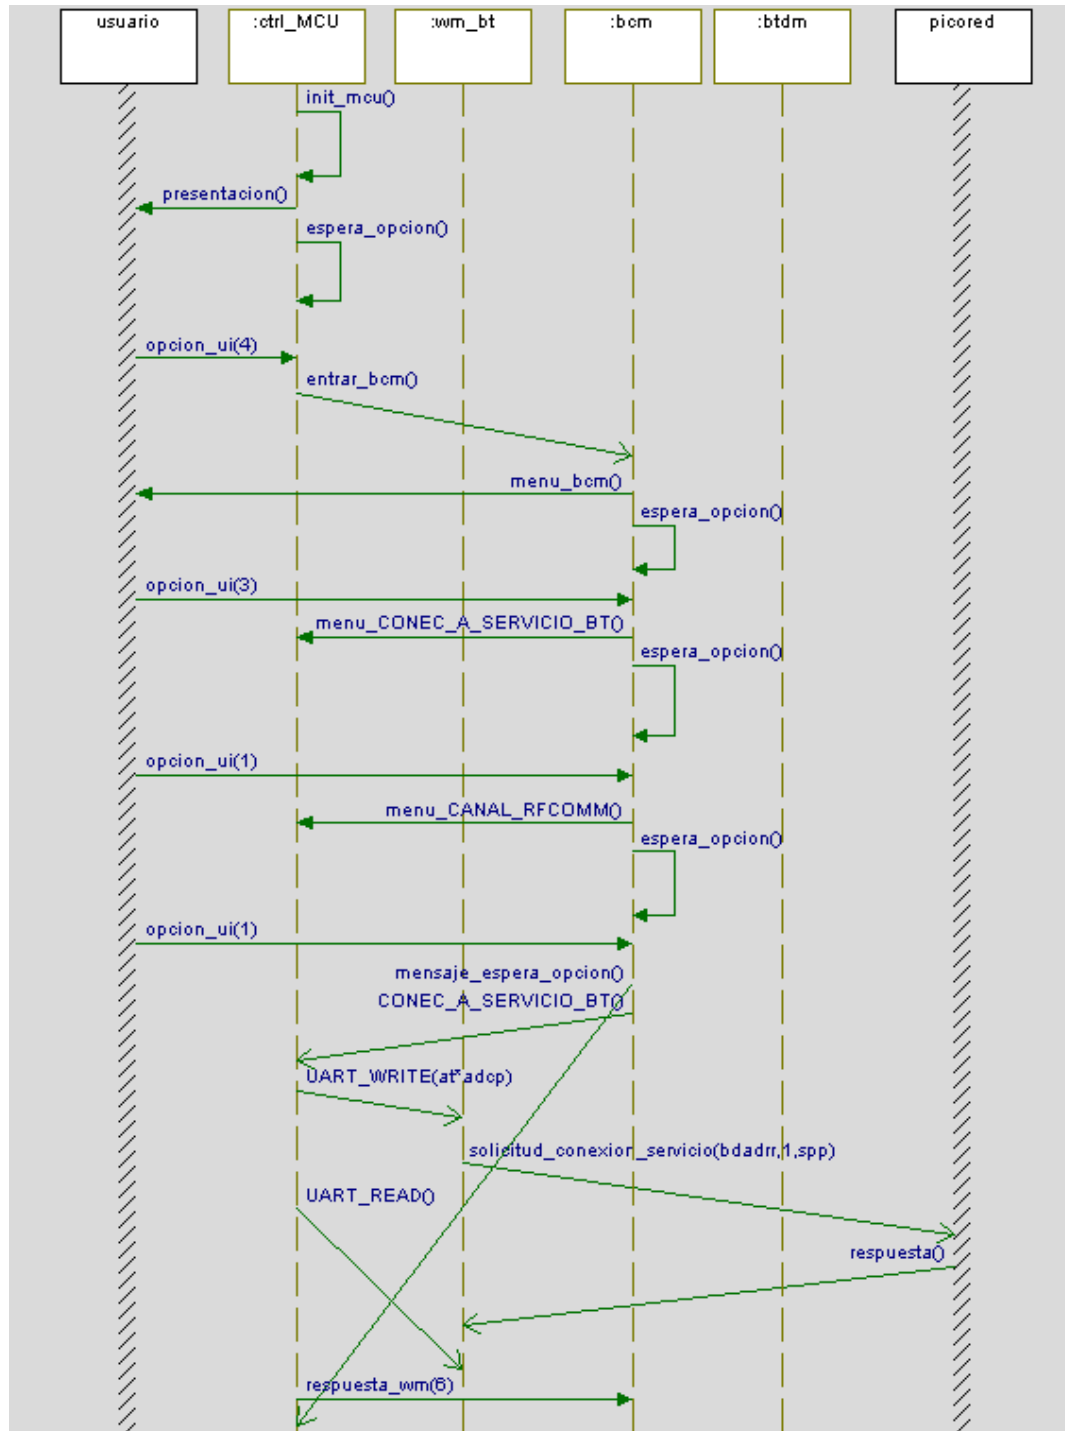 usuario
:ctrl_MCU
:wm_bt
:bcm
:btdm
picored
init_mcu()
presentacion()
espera_opcion()
opcion_ui(4)
entrar_bcm()
menu_bcm()
espera_opcion()
opcion_ui(3)
menu_CONEC_A_SERVICIO_BT()
espera_opcion()
opcion_ui(1)
menu_CANAL_RFCOMM()
espera_opcion()
opcion_ui(1)
mensaje_espera_opcion()
CONEC_A_SERVICIO_BT()
UART_WRITE(at*adcp)
solicitud_conexion_servicio(bdadrr,1,spp)
UART_READ()
respuesta()
respuesta_wm(6)